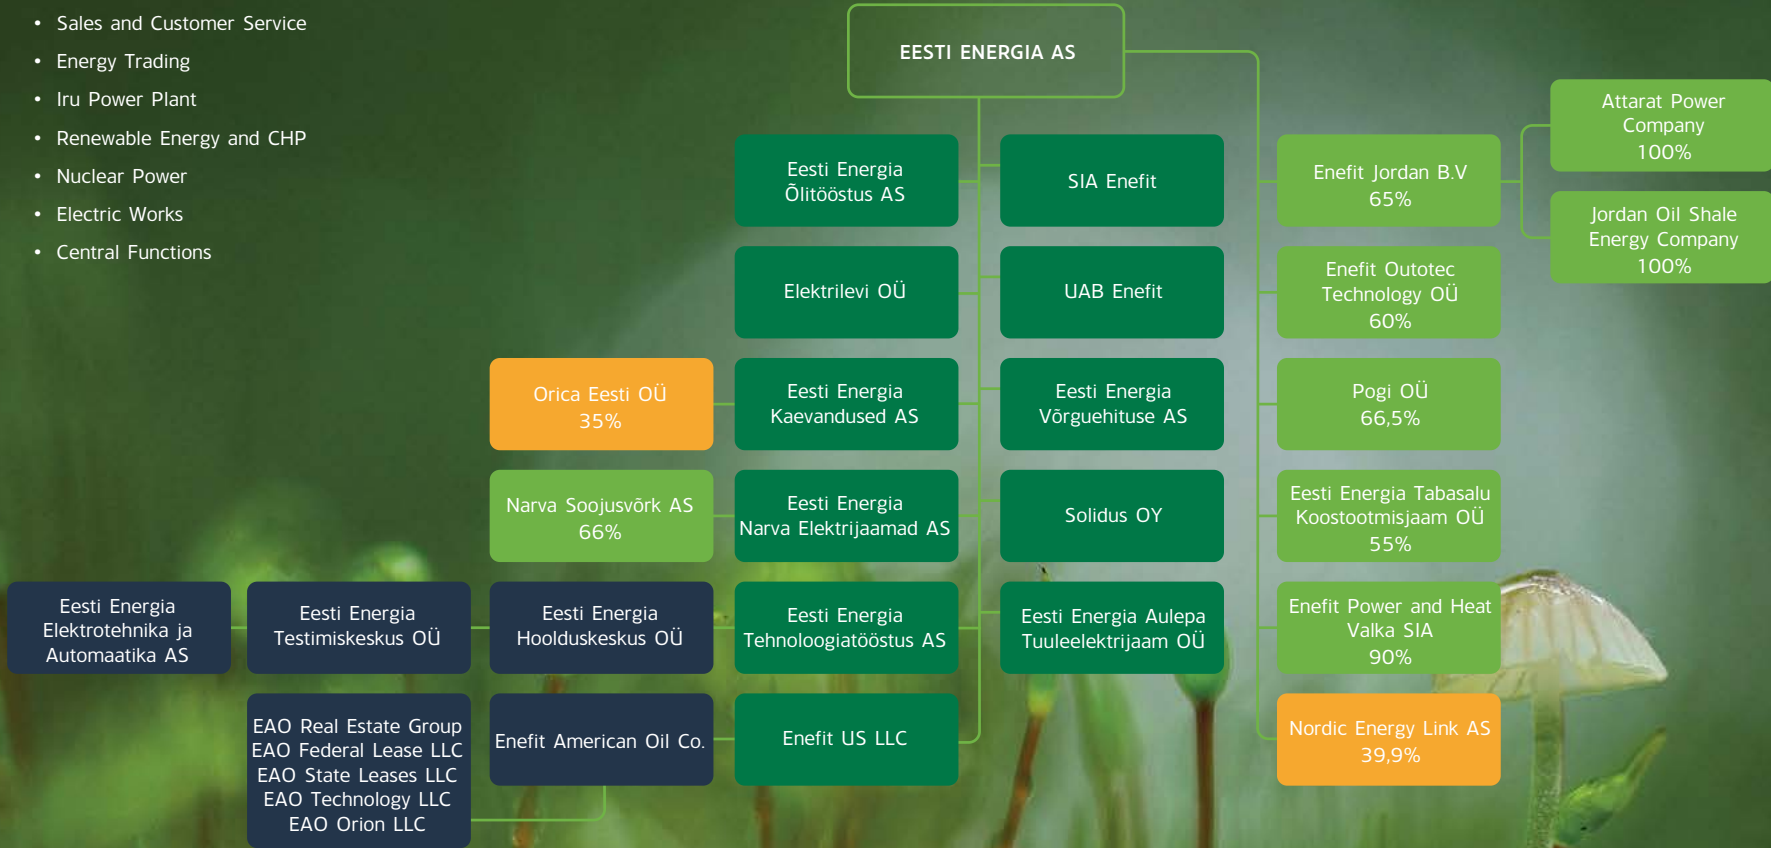 • Sales and Customer Service
• Energy Trading
• Iru Power Plant
• Renewable Energy and CHP
• Nuclear Power
• Electric Works
• Central Functions
EESTI ENERGIA AS
Eesti Energia
Õlitööstus AS
SIA Enefit
Enefit Jordan B.V
65%
Attarat Power
Company
100%
Jordan Oil Shale
Energy Company
100%
Elektrilevi OÜ
UAB Enefit
Enefit Outotec
Technology OÜ
60%
Orica Eesti OÜ
35%
Eesti Energia
Kaevandused AS
Eesti Energia
Võrguehituse AS
Pogi OÜ
66,5%
Narva Soojusvõrk AS
66%
Eesti Energia
Narva Elektrijaamad AS
Solidus OY
Eesti Energia Tabasalu
Koostootmisjaam OÜ
55%
Eesti Energia
Elektrotehnika ja
Automaatika AS
Eesti Energia
Testimiskeskus OÜ
Eesti Energia
Hoolduskeskus OÜ
Eesti Energia
Tehnoloogiatööstus AS
Eesti Energia Aulepa
Tuuleelektrijaam OÜ
Enefit Power and Heat
Valka SIA
90%
EAO Real Estate Group
EAO Federal Lease LLC
EAO State Leases LLC
EAO Technology LLC
EAO Orion LLC
Enefit American Oil Co.
Enefit US LLC
Nordic Energy Link AS
39,9%